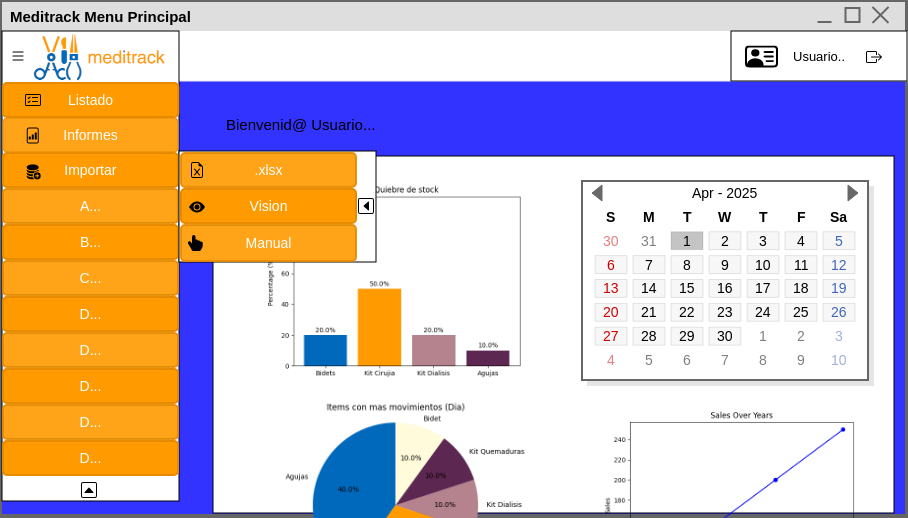 Meditrack Menu Principal
meditrack
Usuario..
Listado
Informes
Importar
A...
B...
C...
D...
D...
D...
D...
D...
.xlsx
Vision
Manual
Bienvenid@ Usuario...
Quiebre de stock
Percentage (%
60
40
20
0
20.0%
50.0%
20.0%
10.0%
Bidets
Kit Cirujia
Kit Dialisis
Agujas
Apr - 2025
S M T W T F Sa
30 31 1 2 3 4 5
6 7 8 9 10 11 12
13 14 15 16 17 18 19
20 21 22 23 24 25 26
27 28 29 30 1 2 3
4 5 6 7 8 9 10
Items con mas movimientos (Dia)
Bidet
Kit Quemaduras
Agujas
Kit Dialisis
10.0%
10.0%
40.0%
10.0%
Sales Over Years
240
220
200
180
Sales